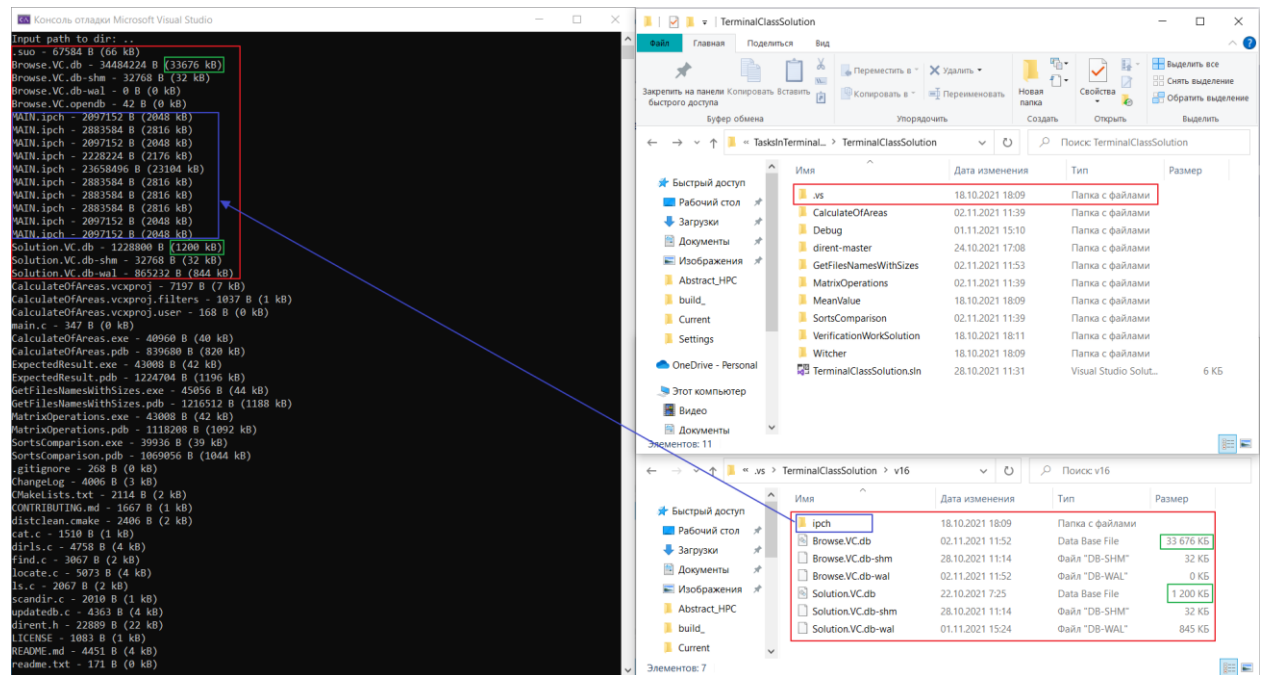 Консоль отладки Microsoft Visual Studio
Input path to dir: ..
.suo - 67584 B (66 kB)
Browse.VC.db - 34484224 B (33676 kB)
Browse.VC.db-shm - 32768 B (32 kB)
Browse.VC.db-wal - 0 B (0 kB)
Browse.VC.opendb - 42 B (0 kB)
MAIN.ipch - 2097152 B (2048 kB)
MAIN.ipch - 2883584 B (2816 kB)
MAIN.ipch - 2097152 B (2048 kB)
MAIN.ipch - 2228224 B (2176 kB)
MAIN.ipch - 23658496 B (23104 kB)
MAIN.ipch - 2883584 B (2816 kB)
MAIN.ipch - 2883584 B (2816 kB)
MAIN.ipch - 2883584 B (2816 kB)
MAIN.ipch - 2097152 B (2048 kB)
MAIN.ipch - 2097152 B (2048 kB)
Solution.VC.db - 1228800 B (1200 kB)
Solution.VC.db-shm - 32768 B (32 kB)
Solution.VC.db-wal - 865232 B (844 kB)
CalculateOfAreas.vcxproj - 7197 B (7 kB)
CalculateOfAreas.vcxproj.filters - 1037 B (1 kB)
CalculateOfAreas.vcxproj.user - 168 B (0 kB)
main.c - 347 B (0 kB)
CalculateOfAreas.exe - 40960 B (40 kB)
CalculateOfAreas.pdb - 839680 B (820 kB)
ExpectedResult.exe - 43008 B (42 kB)
ExpectedResult.pdb - 1224704 B (1196 kB)
GetFilesNamesWithSizes.exe - 45056 B (44 kB)
GetFilesNamesWithSizes.pdb - 1216512 B (1188 kB)
MatrixOperations.exe - 43008 B (42 kB)
MatrixOperations.pdb - 1118208 B (1092 kB)
SortsComparison.exe - 39936 B (39 kB)
SortsComparison.pdb - 1069056 B (1044 kB)
.gitignore - 268 B (0 kB)
ChangeLog - 4006 B (3 kB)
CMakeLists.txt - 2114 B (2 kB)
CONTRIBUTING.md - 1667 B (1 kB)
distclean.cmake - 2406 B (2 kB)
cat.c - 1510 B (1 kB)
dirls.c - 4758 B (4 kB)
find.c - 3067 B (2 kB)
locate.c - 5073 B (4 kB)
ls.c - 2067 B (2 kB)
scandir.c - 2010 B (1 kB)
updatedb.c - 4363 B (4 kB)
dirent.h - 22889 B (22 kB)
LICENSE - 1083 B (1 kB)
README.md - 4451 B (4 kB)
readme.txt - 171 B (0 kB)
TerminalClassSolution
Файл Главная Поделиться Вид
Закрепить на панели быстрого доступа
Копировать
Вставить
Переместить в
Копировать в
Удалить
Переименовать
Новая папка
Свойства
Выделить все
Снять выделение
Обратить выделение
Буфер обмена Упорядочить Создать Открыть Выделить
« TasksInTerminal... > TerminalClassSolution
Поиск: TerminalClassSolution
Имя Дата изменения Тип Размер
Быстрый доступ
Рабочий стол
Загрузки
Документы
Изображения
Abstract_HPC
build_
Current
Settings
OneDrive - Personal
Этот компьютер
Видео
Документы
.vs 18.10.2021 18:09 Папка с файлами
CalculateOfAreas 02.11.2021 11:39 Папка с файлами
Debug 01.11.2021 15:10 Папка с файлами
dirent-master 24.10.2021 17:08 Папка с файлами
GetFilesNamesWithSizes 02.11.2021 11:53 Папка с файлами
MatrixOperations 02.11.2021 11:39 Папка с файлами
MeanValue 18.10.2021 18:09 Папка с файлами
SortsComparison 02.11.2021 11:39 Папка с файлами
VerificationWorkSolution 18.10.2021 18:11 Папка с файлами
Witcher 18.10.2021 18:09 Папка с файлами
TerminalClassSolution.sln 28.10.2021 11:31 Visual Studio Solut... 6 КБ
Элементов: 11
« .vs > TerminalClassSolution > v16
Поиск: v16
Имя Дата изменения Тип Размер
Быстрый доступ
Рабочий стол
Загрузки
Документы
Изображения
Abstract_HPC
build_
Current
ipch 18.10.2021 18:09 Папка с файлами
Browse.VC.db 02.11.2021 11:52 Data Base File 33 676 КБ
Browse.VC.db-shm 28.10.2021 11:14 Файл "DB-SHM" 32 КБ
Browse.VC.db-wal 02.11.2021 11:52 Файл "DB-WAL" 0 КБ
Solution.VC.db 22.10.2021 7:25 Data Base File 1 200 КБ
Solution.VC.db-shm 28.10.2021 11:14 Файл "DB-SHM" 32 КБ
Solution.VC.db-wal 01.11.2021 15:24 Файл "DB-WAL" 845 КБ
Элементов: 7